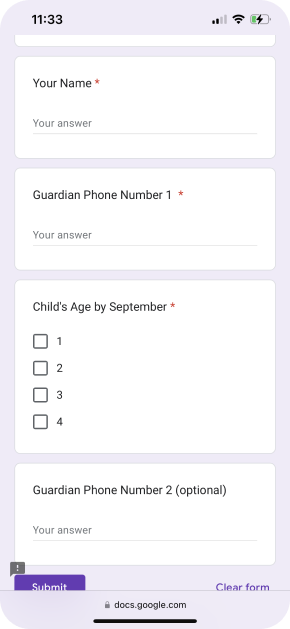 11:33
Your Name *
Your answer
Guardian Phone Number 1 *
Your answer
Child's Age by September *
1
2
3
4
Guardian Phone Number 2 (optional)
Your answer
!
Submit
Clear form
docs.google.com